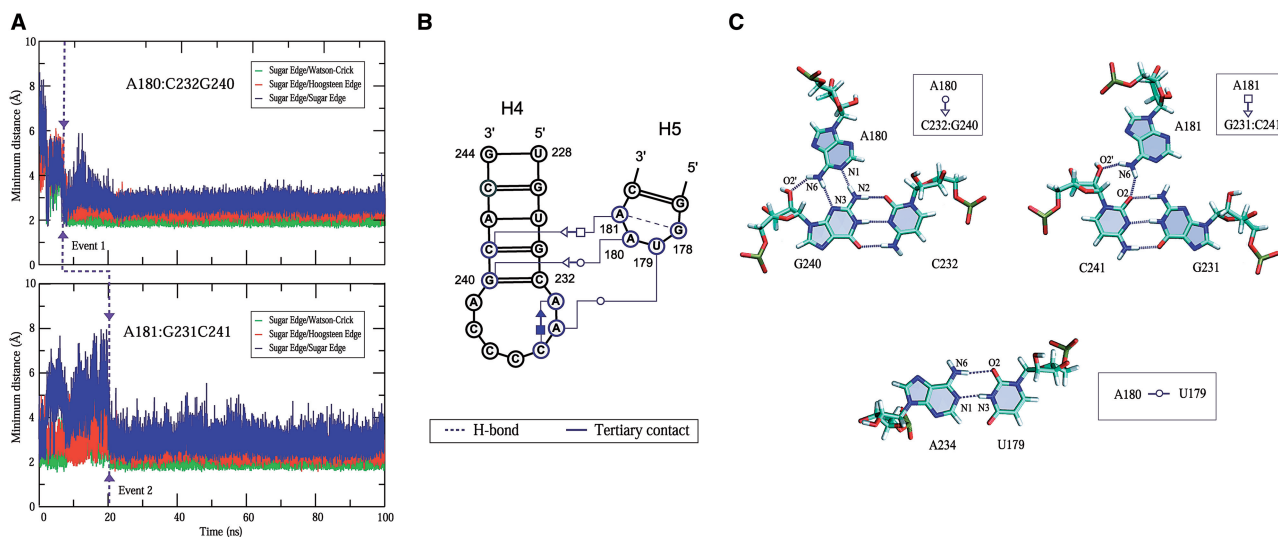 A
10
8
6
4
2
0
Minimum distance (Å)
A180:C232G240
Sugar Edge/Watson-Crick
Sugar Edge/Hoogsteen Edge
Sugar Edge/Sugar Edge
Event 1
10
8
6
4
2
0
Minimum distance (Å)
A181:G231C241
Sugar Edge/Watson-Crick
Sugar Edge/Hoogsteen Edge
Sugar Edge/Sugar Edge
Event 2
0 20 40 60 80 100
Time (ns)
B
H4
H5
3' 5'
244 G U 228
C G
A U
C G
240 G C 232
A A
C A
C C C
3' 5'
C G
A G
181 178
A U
180 179
H-bond Tertiary contact
C
A180
C232:G240
A180
N1
O2' N6
N2
N3
G240 C232
A181
G231:C241
A181
O2'
N6
O2
C241 G231
N6 O2
N1 N3
A234 U179
A180 U179